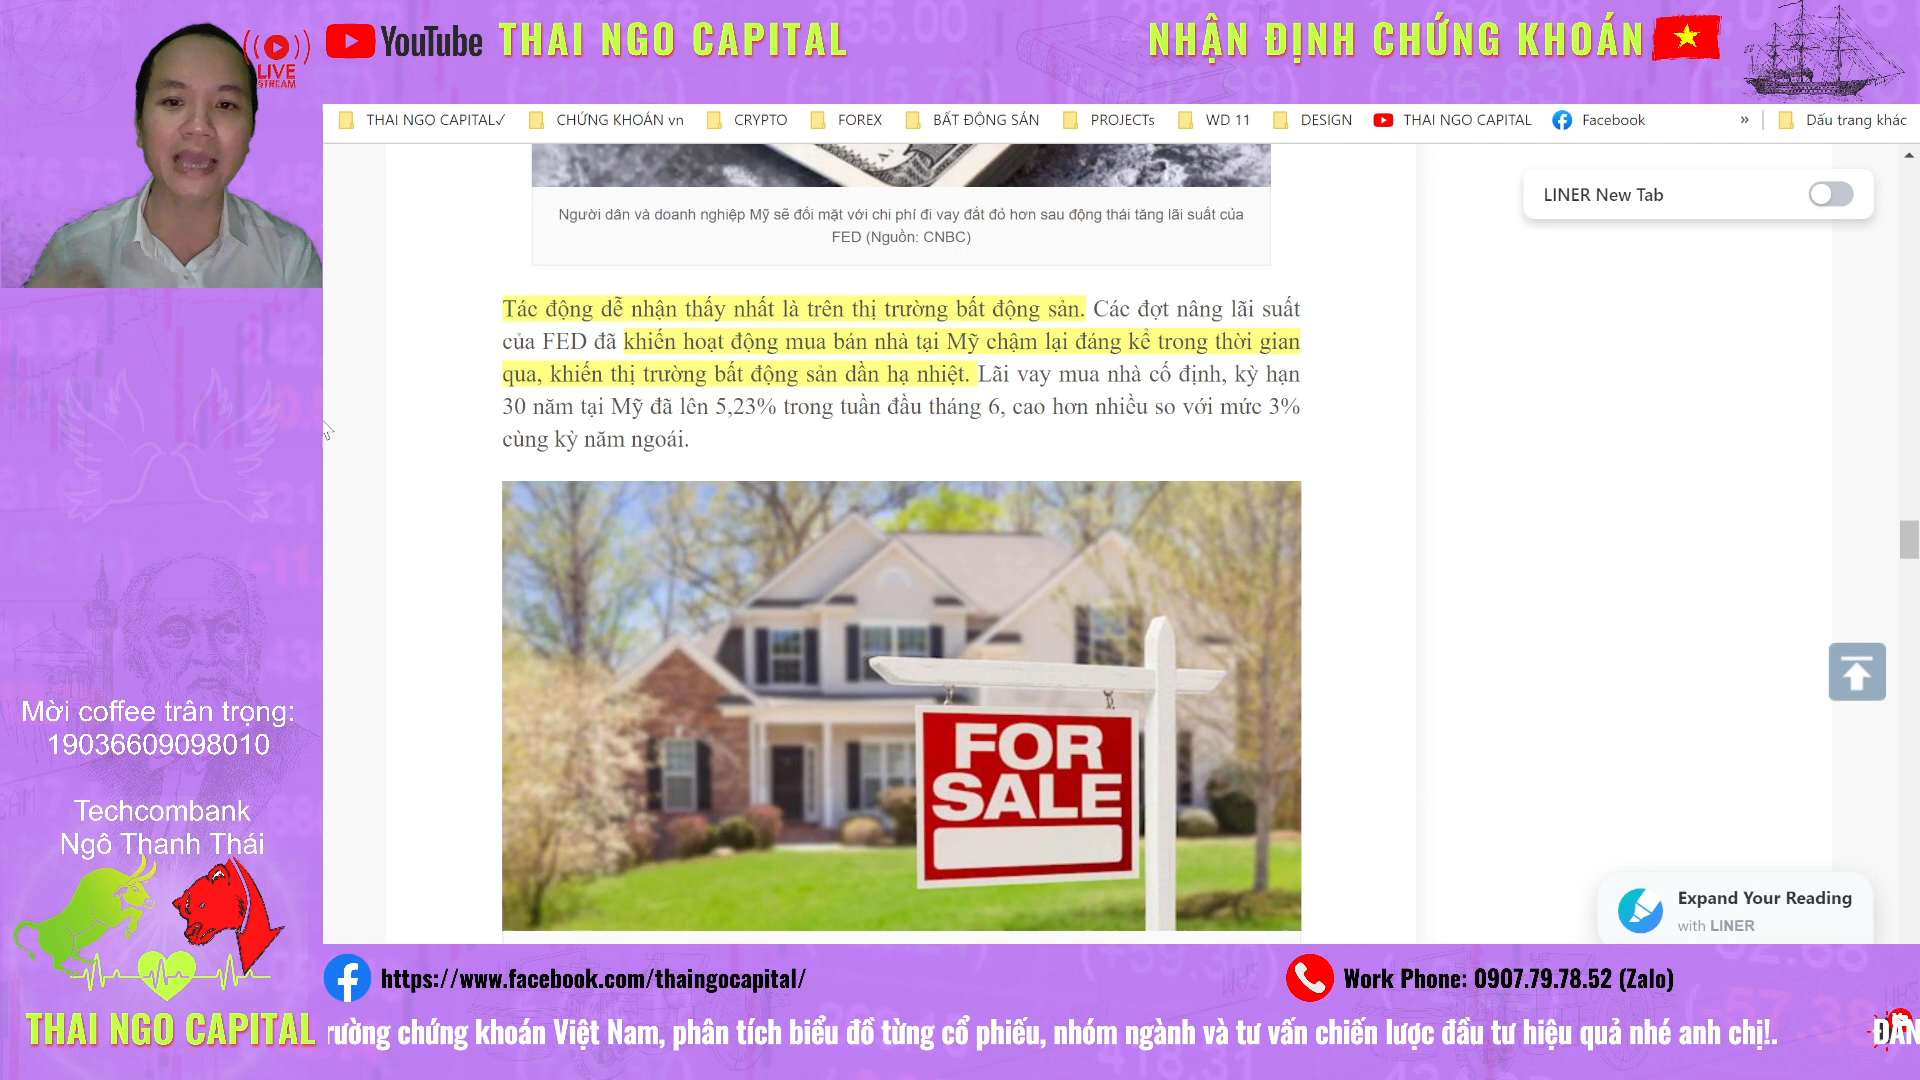 LIVE
STREAM
YouTube THAI NGO CAPITAL
NHẬN ĐỊNH CHỨNG KHOÁN
THAI NGO CAPITAL✓ CHỨNG KHOÁN vn CRYPTO FOREX BẤT ĐỘNG SẢN PROJECTs WD 11 DESIGN THAI NGO CAPITAL Facebook » Dấu trang khác
LINER New Tab
Người dân và doanh nghiệp Mỹ sẽ đối mặt với chi phí đi vay đắt đỏ hơn sau động thái tăng lãi suất của
FED (Nguồn: CNBC)
Tác động dễ nhận thấy nhất là trên thị trường bất động sản. Các đợt nâng lãi suất
của FED đã khiến hoạt động mua bán nhà tại Mỹ chậm lại đáng kể trong thời gian
qua, khiến thị trường bất động sản dần hạ nhiệt. Lãi vay mua nhà cố định, kỳ hạn
30 năm tại Mỹ đã lên 5,23% trong tuần đầu tháng 6, cao hơn nhiều so với mức 3%
cùng kỳ năm ngoái.
FOR
SALE
Expand Your Reading
with LINER
Mời coffee trân trọng:
19036609098010
Techcombank
Ngô Thanh Thái
THAI NGO CAPITAL
https://www.facebook.com/thaingocapital/
Work Phone: 0907.79.78.52 (Zalo)
rường chứng khoán Việt Nam, phân tích biểu đồ từng cổ phiếu, nhóm ngành và tư vấn chiến lược đầu tư hiệu quả nhé anh chị!.